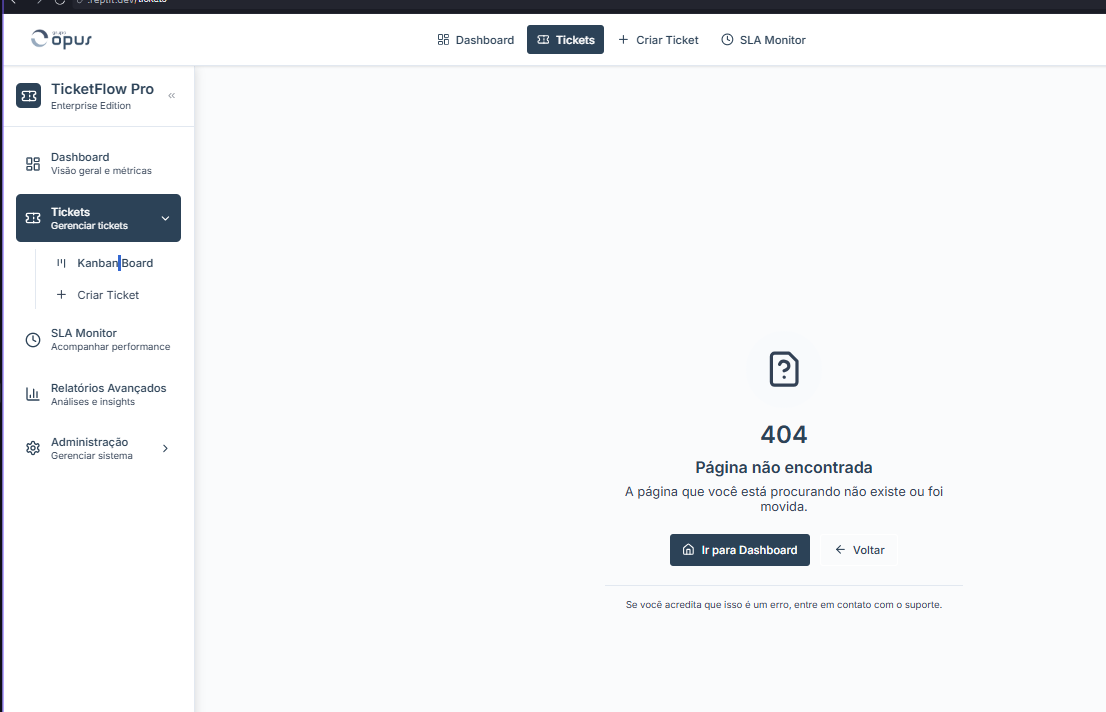 grupo
opus
Dashboard
Tickets
Criar Ticket
SLA Monitor
TicketFlow Pro
Enterprise Edition
Dashboard
Visão geral e métricas
Tickets
Gerenciar tickets
Kanban Board
Criar Ticket
SLA Monitor
Acompanhar performance
Relatórios Avançados
Análises e insights
Administração
Gerenciar sistema
404
Página não encontrada
A página que você está procurando não existe ou foi
movida.
Ir para Dashboard
Voltar
Se você acredita que isso é um erro, entre em contato com o suporte.